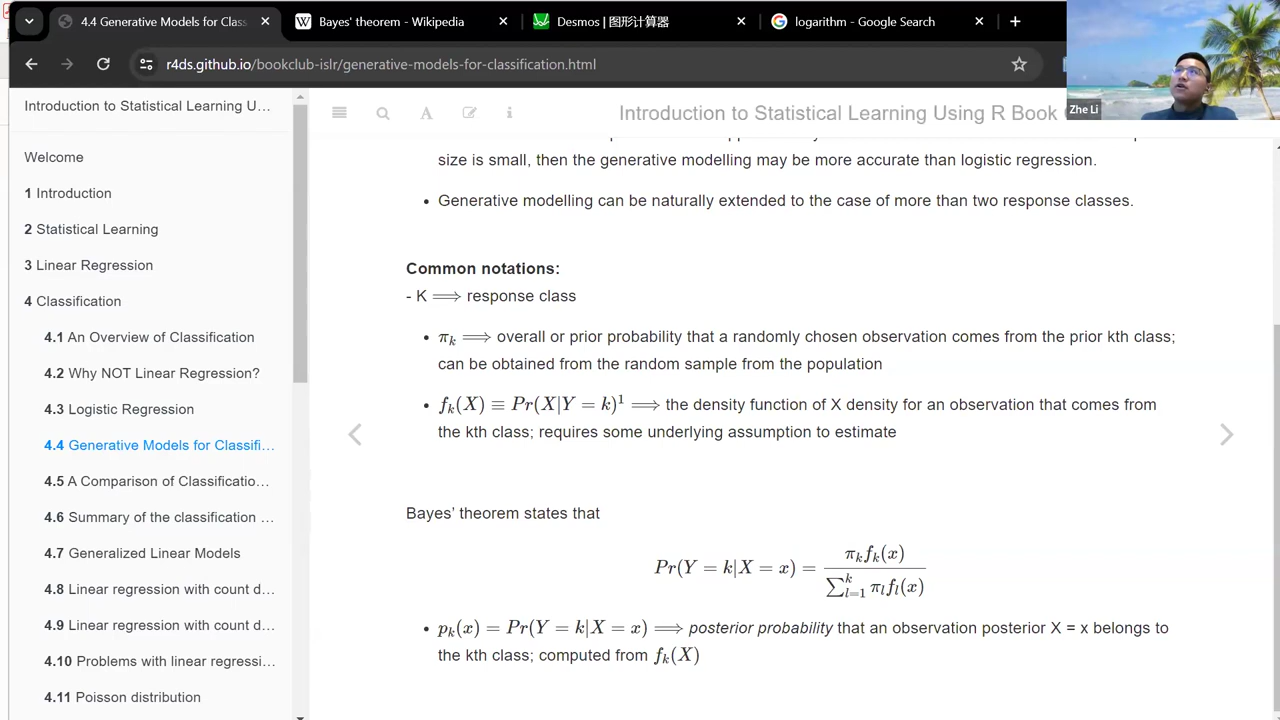 4.4 Generative Models for Class
Bayes' theorem - Wikipedia
Desmos | 图形计算器
logarithm - Google Search
r4ds.github.io/bookclub-islr/generative-models-for-classification.html
Zhe Li
Introduction to Statistical Learning U...
Welcome
1 Introduction
2 Statistical Learning
3 Linear Regression
4 Classification
4.1 An Overview of Classification
4.2 Why NOT Linear Regression?
4.3 Logistic Regression
4.4 Generative Models for Classifi...
4.5 A Comparison of Classificatio...
4.6 Summary of the classification ...
4.7 Generalized Linear Models
4.8 Linear regression with count d...
4.9 Linear regression with count d...
4.10 Problems with linear regressi...
4.11 Poisson distribution
Introduction to Statistical Learning Using R Book
size is small, then the generative modelling may be more accurate than logistic regression.
• Generative modelling can be naturally extended to the case of more than two response classes.
Common notations:
- K ⟹ response class
• π_k ⟹ overall or prior probability that a randomly chosen observation comes from the prior kth class;
can be obtained from the random sample from the population
• f_k(X) ≡ Pr(X|Y = k)¹ ⟹ the density function of X density for an observation that comes from
the kth class; requires some underlying assumption to estimate
Bayes' theorem states that
Pr(Y = k|X = x) = π_k f_k(x) / ∑_{l=1}^{k} π_l f_l(x)
• p_k(x) = Pr(Y = k|X = x) ⟹ posterior probability that an observation posterior X = x belongs to
the kth class; computed from f_k(X)